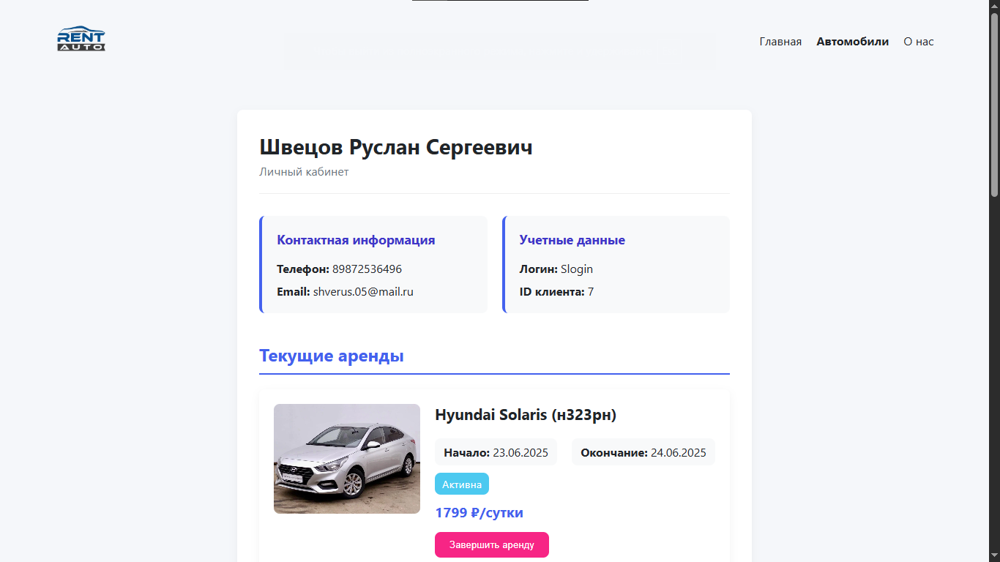 RENT
AUTO
Главная Автомобили О нас
Швецов Руслан Сергеевич
Личный кабинет
Контактная информация
Телефон: 89872536496
Email: shverus.05@mail.ru
Учетные данные
Логин: Slogin
ID клиента: 7
Текущие аренды
Hyundai Solaris (н323рн)
Начало: 23.06.2025 Окончание: 24.06.2025
Активна
1799 ₽/сутки
Завершить аренду